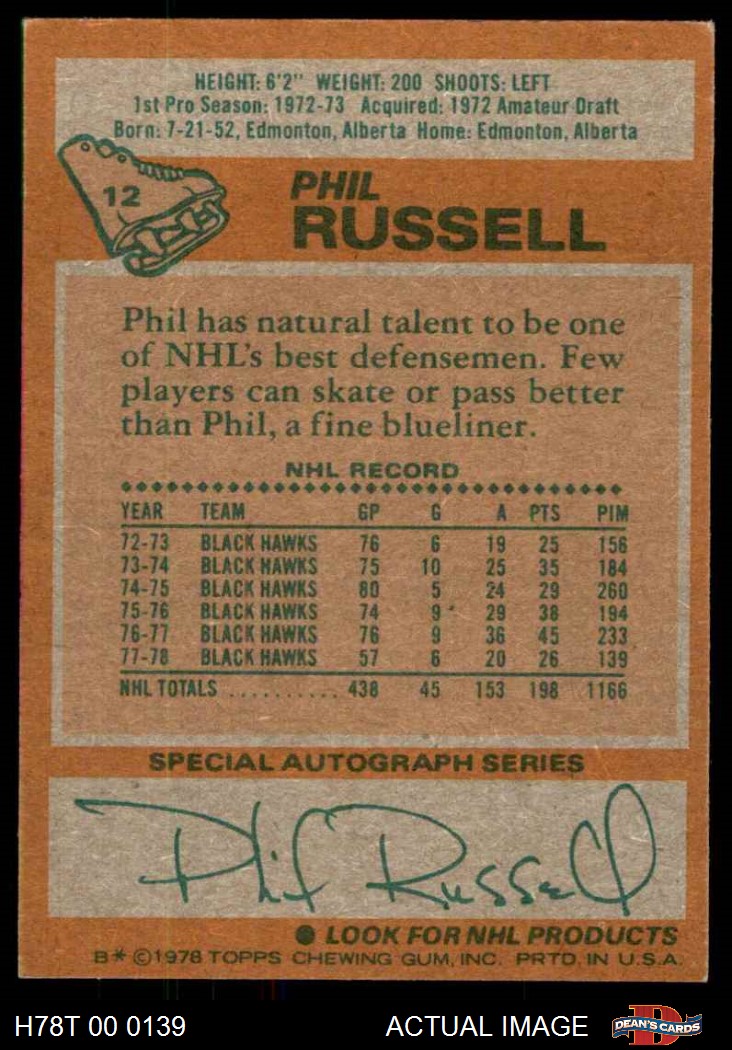 HEIGHT: 6'2" WEIGHT: 200 SHOOTS: LEFT
1st Pro Season: 1972-73 Acquired: 1972 Amateur Draft
Born: 7-21-52, Edmonton, Alberta Home: Edmonton, Alberta
12
PHIL
RUSSELL
Phil has natural talent to be one
of NHL's best defensemen. Few
players can skate or pass better
than Phil, a fine blueliner.
NHL RECORD
YEAR TEAM GP G A PTS PIM
72-73 BLACK HAWKS 76 6 19 25 156
73-74 BLACK HAWKS 75 10 25 35 184
74-75 BLACK HAWKS 80 5 24 29 260
75-76 BLACK HAWKS 74 9 29 38 194
76-77 BLACK HAWKS 76 9 36 45 233
77-78 BLACK HAWKS 57 6 20 26 139
NHL TOTALS .......... 438 45 153 198 1166
SPECIAL AUTOGRAPH SERIES
Phil Russell
● LOOK FOR NHL PRODUCTS
B* ©1978 TOPPS CHEWING GUM, INC. PRTD. IN U.S.A.
H78T 00 0139 ACTUAL IMAGE D DEAN'S CARDS